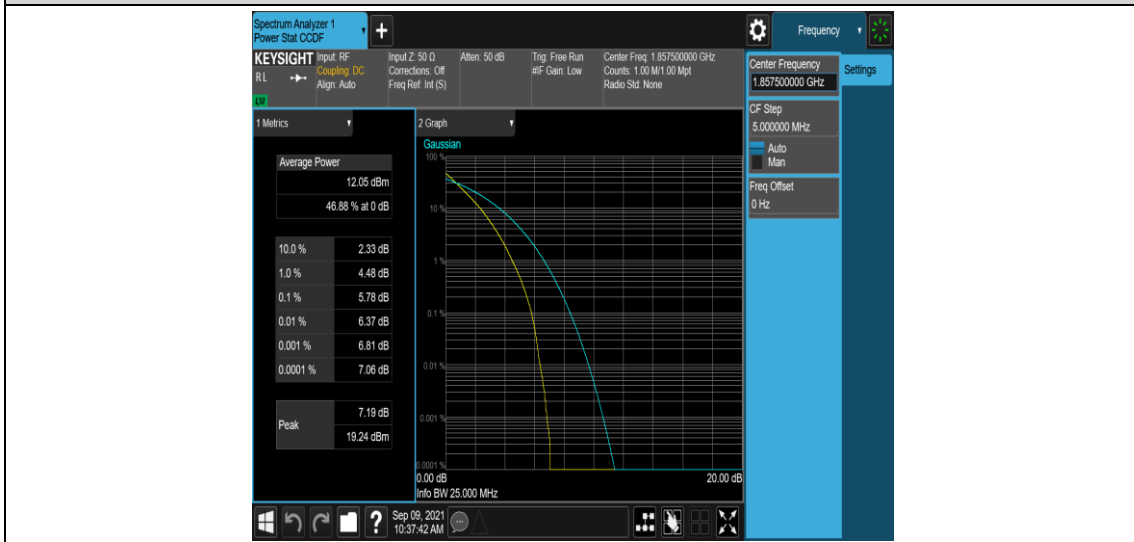 Spectrum Analyzer 1
Power Stat CCDF
+
Frequency
KEYSIGHT
RL
LXI
Input: RF
Coupling: DC
Align: Auto
Input Z: 50 Ω
Corrections: Off
Freq Ref: Int (S)
Atten: 50 dB
Trig: Free Run
#IF Gain: Low
Center Freq: 1.857500000 GHz
Counts: 1.00 M/1.00 Mpt
Radio Std: None
Center Frequency
1.857500000 GHz
Settings
CF Step
5.000000 MHz
Auto
Man
Freq Offset
0 Hz
1 Metrics
Average Power
12.05 dBm
46.88 % at 0 dB
10.0 % 2.33 dB
1.0 % 4.48 dB
0.1 % 5.78 dB
0.01 % 6.37 dB
0.001 % 6.81 dB
0.0001 % 7.06 dB
Peak
7.19 dB
19.24 dBm
2 Graph
Gaussian
100 %
10 %
1 %
0.1 %
0.01 %
0.001 %
0.0001 %
0.00 dB
20.00 dB
Info BW 25.000 MHz
?
Sep 09, 2021
10:37:42 AM